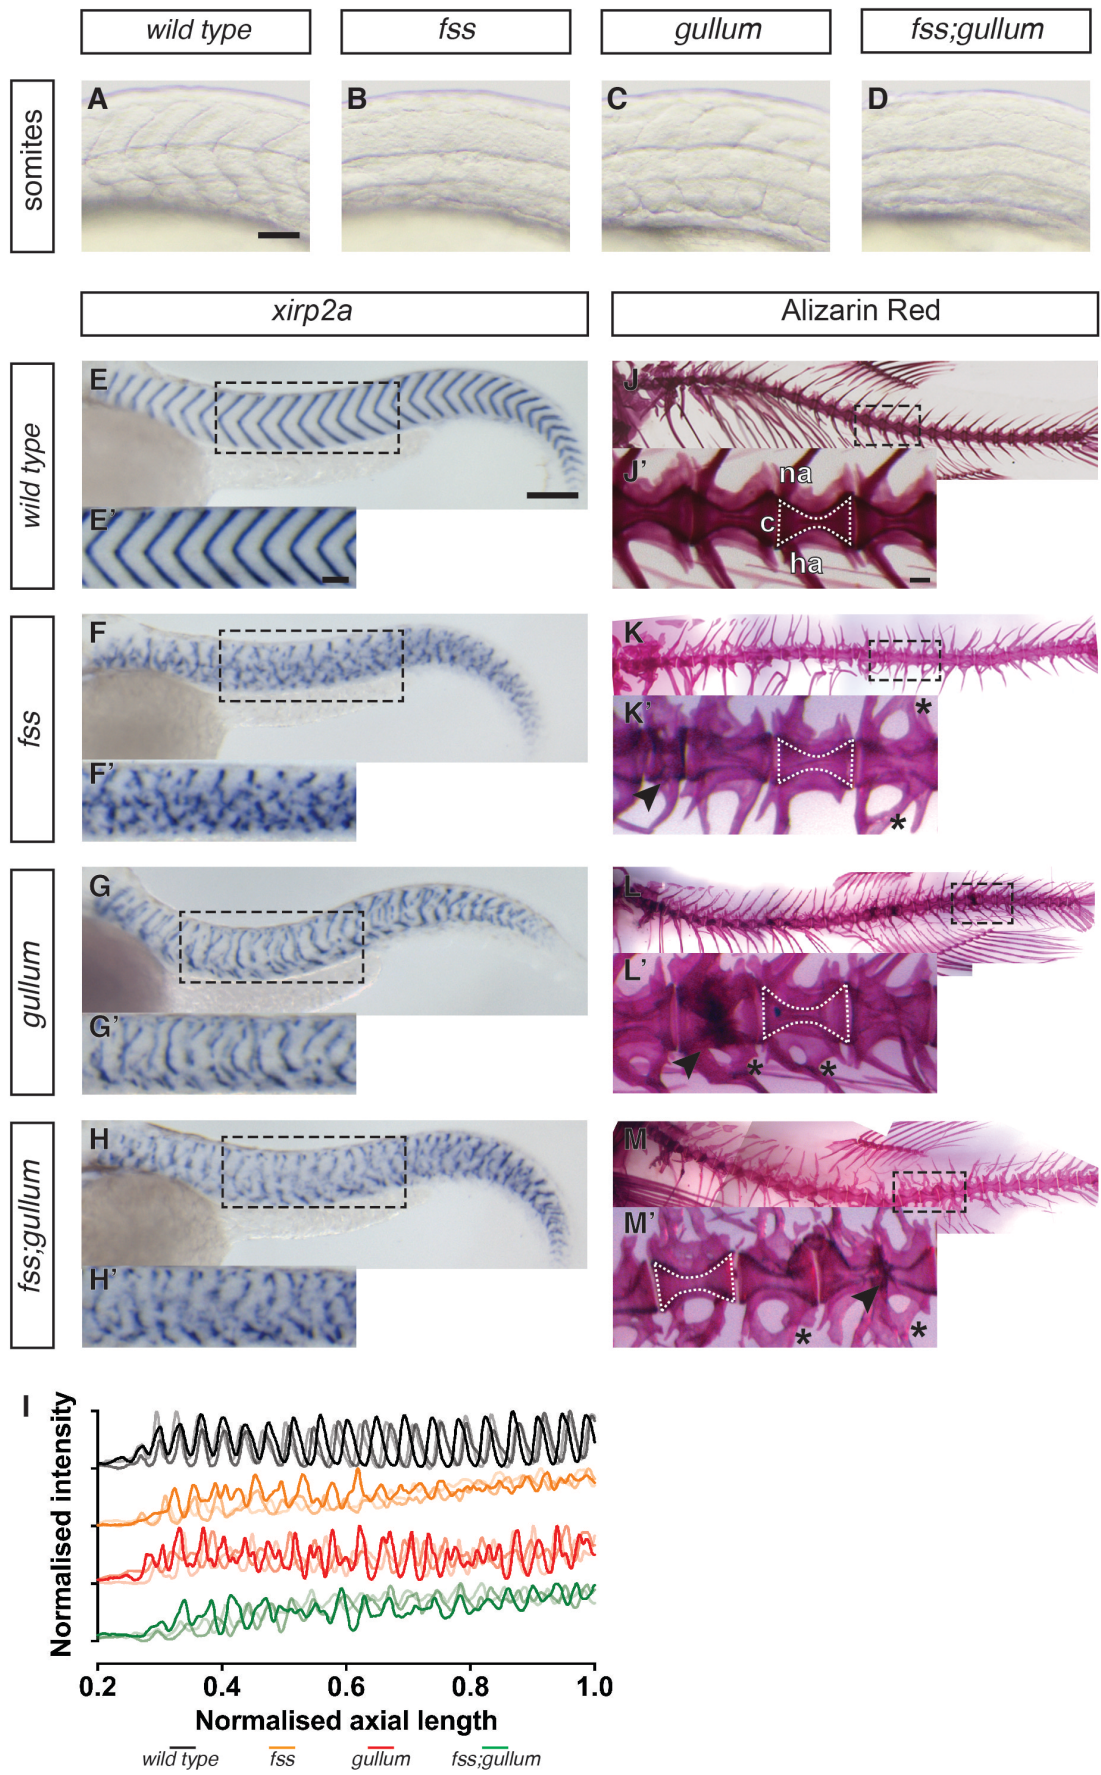 wild type
fss
gullum
fss;gullum
somites
A
B
C
D
xirp2a
Alizarin Red
wild type
E
E'
J
J'
na
c
ha
fss
F
F'
K
K'
*
*
gullum
G
G'
L
L'
*
*
fss;gullum
H
H'
M
M'
*
*
I
Normalised intensity
0.2
0.4
0.6
0.8
1.0
Normalised axial length
wild type
fss
gullum
fss;gullum